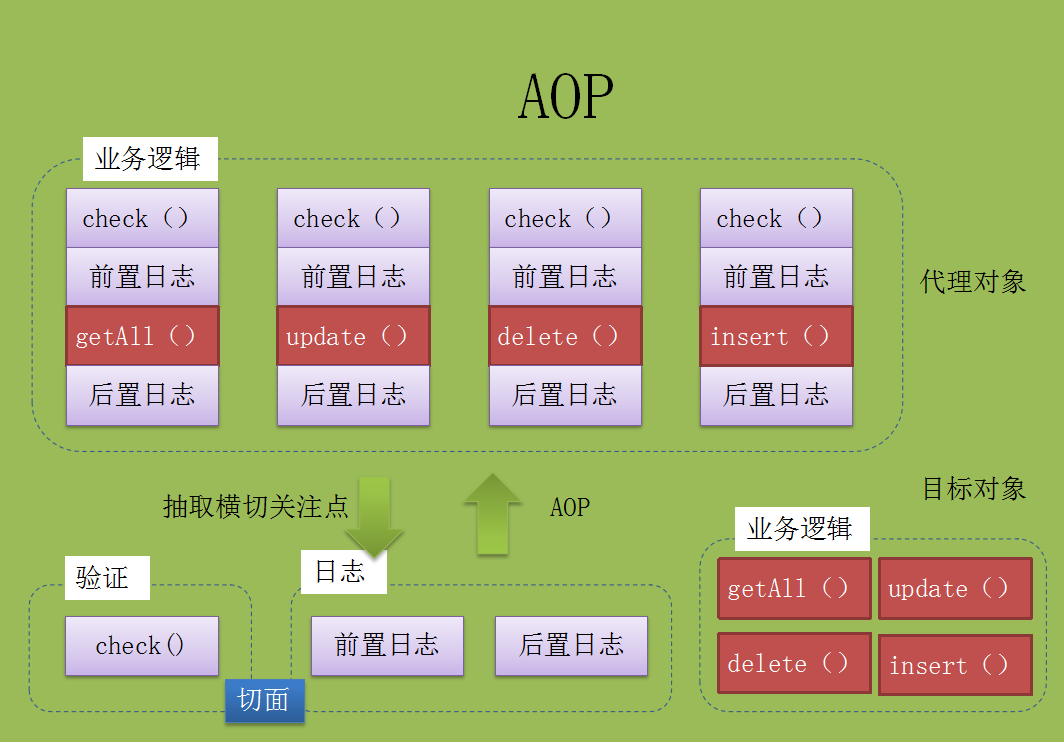 AOP
业务逻辑
check（） check（） check（） check（）
前置日志 前置日志 前置日志 前置日志
代理对象
getAll（） update（） delete（） insert（）
后置日志 后置日志 后置日志 后置日志
抽取横切关注点 AOP
目标对象
业务逻辑
验证 日志
getAll（） update（）
check() 前置日志 后置日志
delete（） insert（）
切面